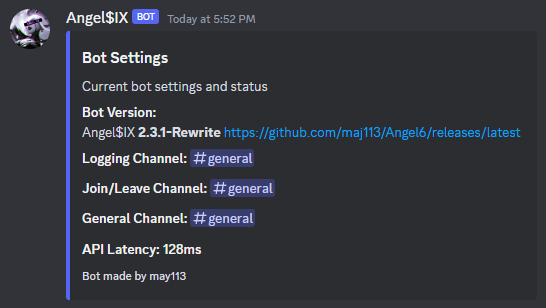 Angel$IX BOT Today at 5:52 PM
Bot Settings
Current bot settings and status
Bot Version:
Angel$IX 2.3.1-Rewrite https://github.com/maj113/Angel6/releases/latest
Logging Channel: #general
Join/Leave Channel: #general
General Channel: #general
API Latency: 128ms
Bot made by may113